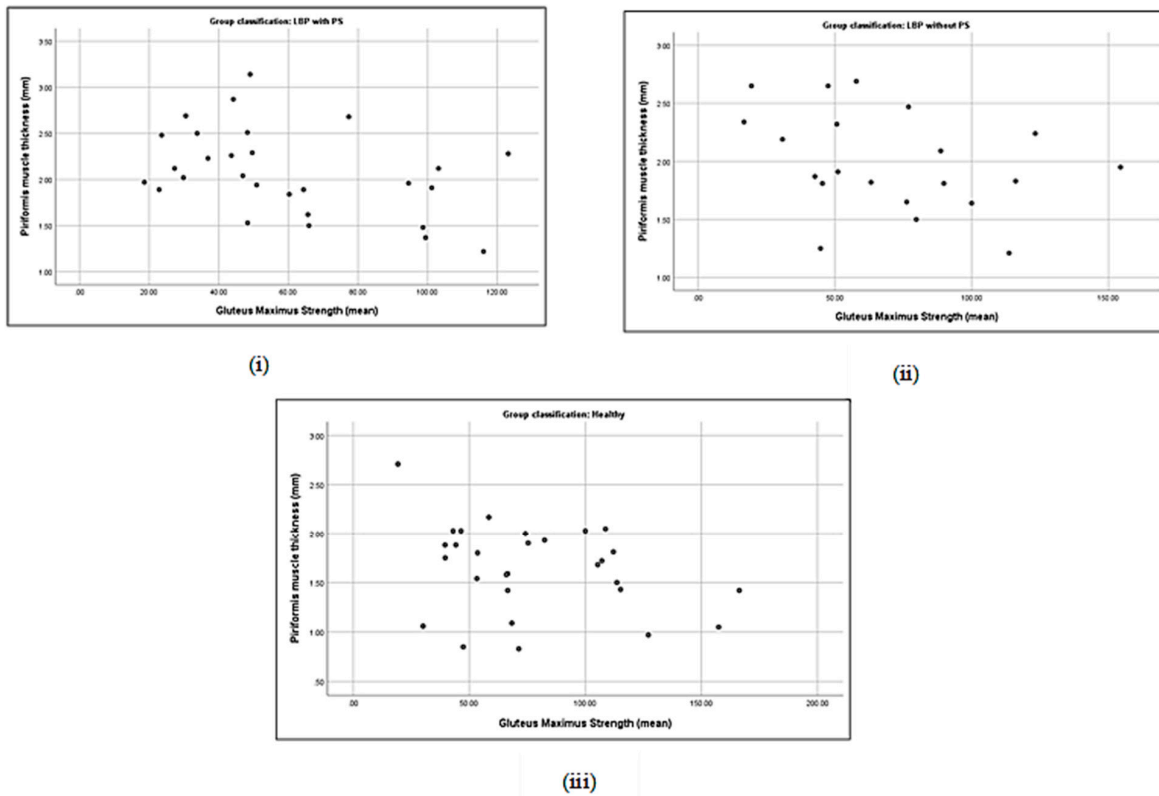 Group classification: LBP with PS
Piriformis muscle thickness (mm)
3.50
3.00
2.50
2.00
1.50
1.00
.00 20.00 40.00 60.00 80.00 100.00 120.00
Gluteus Maximus Strength (mean)
(i)
Group classification: LBP without PS
Piriformis muscle thickness (mm)
3.00
2.50
2.00
1.50
1.00
.00 50.00 100.00 150.00
Gluteus Maximus Strength (mean)
(ii)
Group classification: Healthy
Piriformis muscle thickness (mm)
3.00
2.50
2.00
1.50
1.00
.50
.00 50.00 100.00 150.00 200.00
Gluteus Maximus Strength (mean)
(iii)